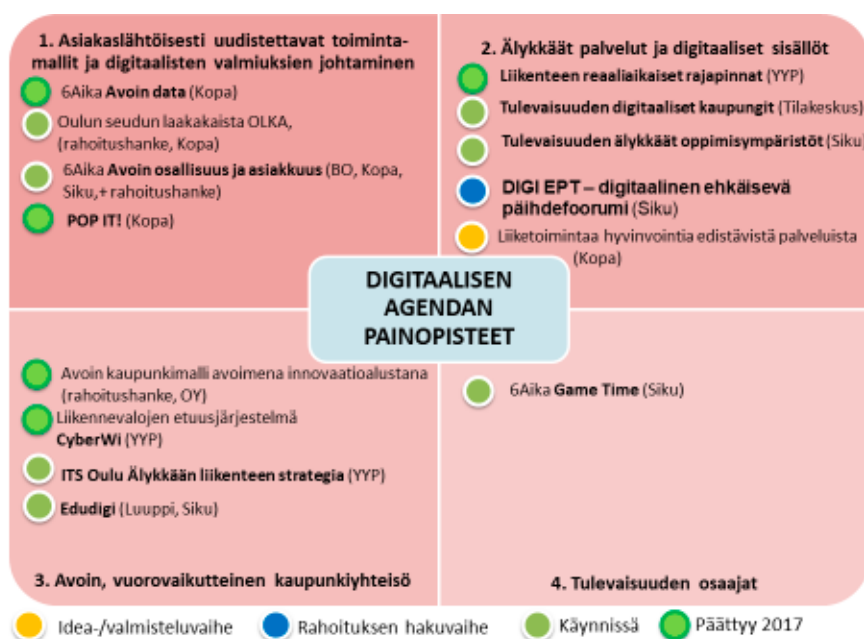 1. Asiakaslähtöisesti uudistettavat toiminta-
mallit ja digitaalisten valmiuksien johtaminen
6Aika Avoin data (Kopa)
Oulun seudun laakakaista OLKA,
(rahoitushanke, Kopa)
6Aika Avoin osallisuus ja asiakkuus (BO, Kopa,
Siku,+ rahoitushanke)
POP IT! (Kopa)
2. Älykkäät palvelut ja digitaaliset sisällöt
Liikenteen reaaliaikaiset rajapinnat (YYP)
Tulevaisuuden digitaaliset kaupungit (Tilakeskus)
Tulevaisuuden älykkäät oppimisympäristöt (Siku)
DIGI EPT – digitaalinen ehkäisevä
päihdefoorumi (Siku)
Liiketoimintaa hyvinvointia edistävistä palveluista
(Kopa)
DIGITAALISEN
AGENDAN
PAINOPISTEET
Avoin kaupunkimalli avoimena innovaatioalustana
(rahoitushanke, OY)
Liikennevalojen etuusjärjestelmä
CyberWi (YYP)
ITS Oulu Älykkään liikenteen strategia (YYP)
Edudigi (Luuppi, Siku)
3. Avoin, vuorovaikutteinen kaupunkiyhteisö
6Aika Game Time (Siku)
4. Tulevaisuuden osaajat
Idea-/valmisteluvaihe
Rahoituksen hakuvaihe
Käynnissä
Päättyy 2017